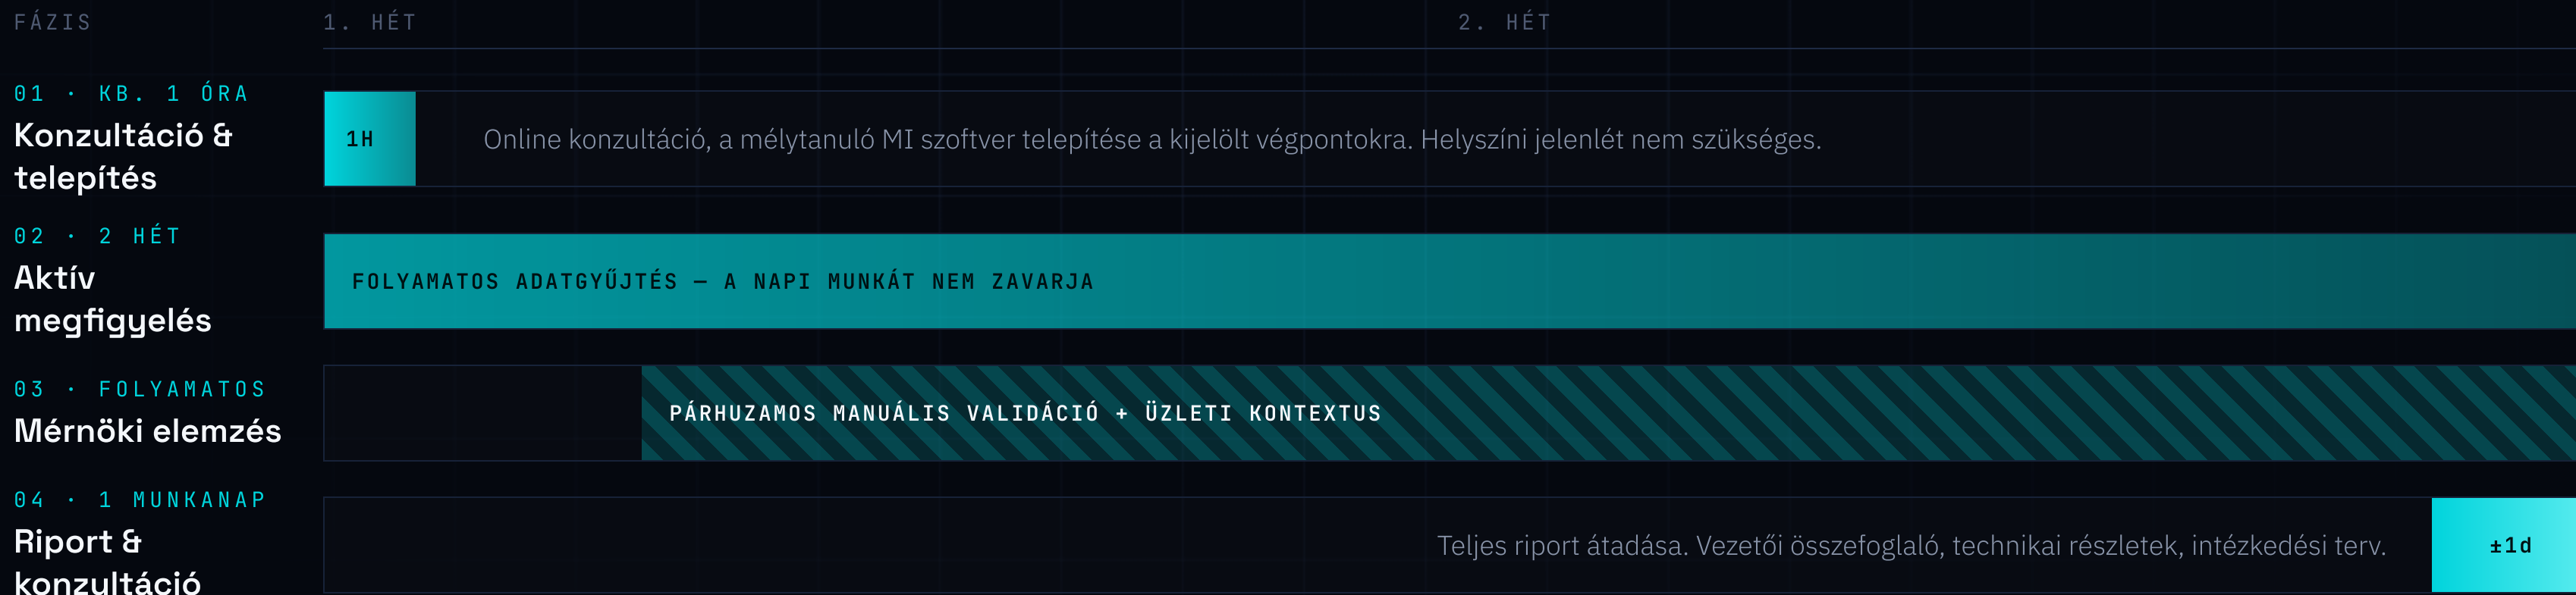 FÁZIS
1. HÉT
2. HÉT
01 · KB. 1 ÓRA
Konzultáció &
telepítés
1H
Online konzultáció, a mélytanuló MI szoftver telepítése a kijelölt végpontokra. Helyszíni jelenlét nem szükséges.
02 · 2 HÉT
Aktív
megfigyelés
FOLYAMATOS ADATGYŰJTÉS — A NAPI MUNKÁT NEM ZAVARJA
03 · FOLYAMATOS
Mérnöki elemzés
PÁRHUZAMOS MANUÁLIS VALIDÁCIÓ + ÜZLETI KONTEXTUS
04 · 1 MUNKANAP
Riport &
konzultáció
Teljes riport átadása. Vezetői összefoglaló, technikai részletek, intézkedési terv.
±1d